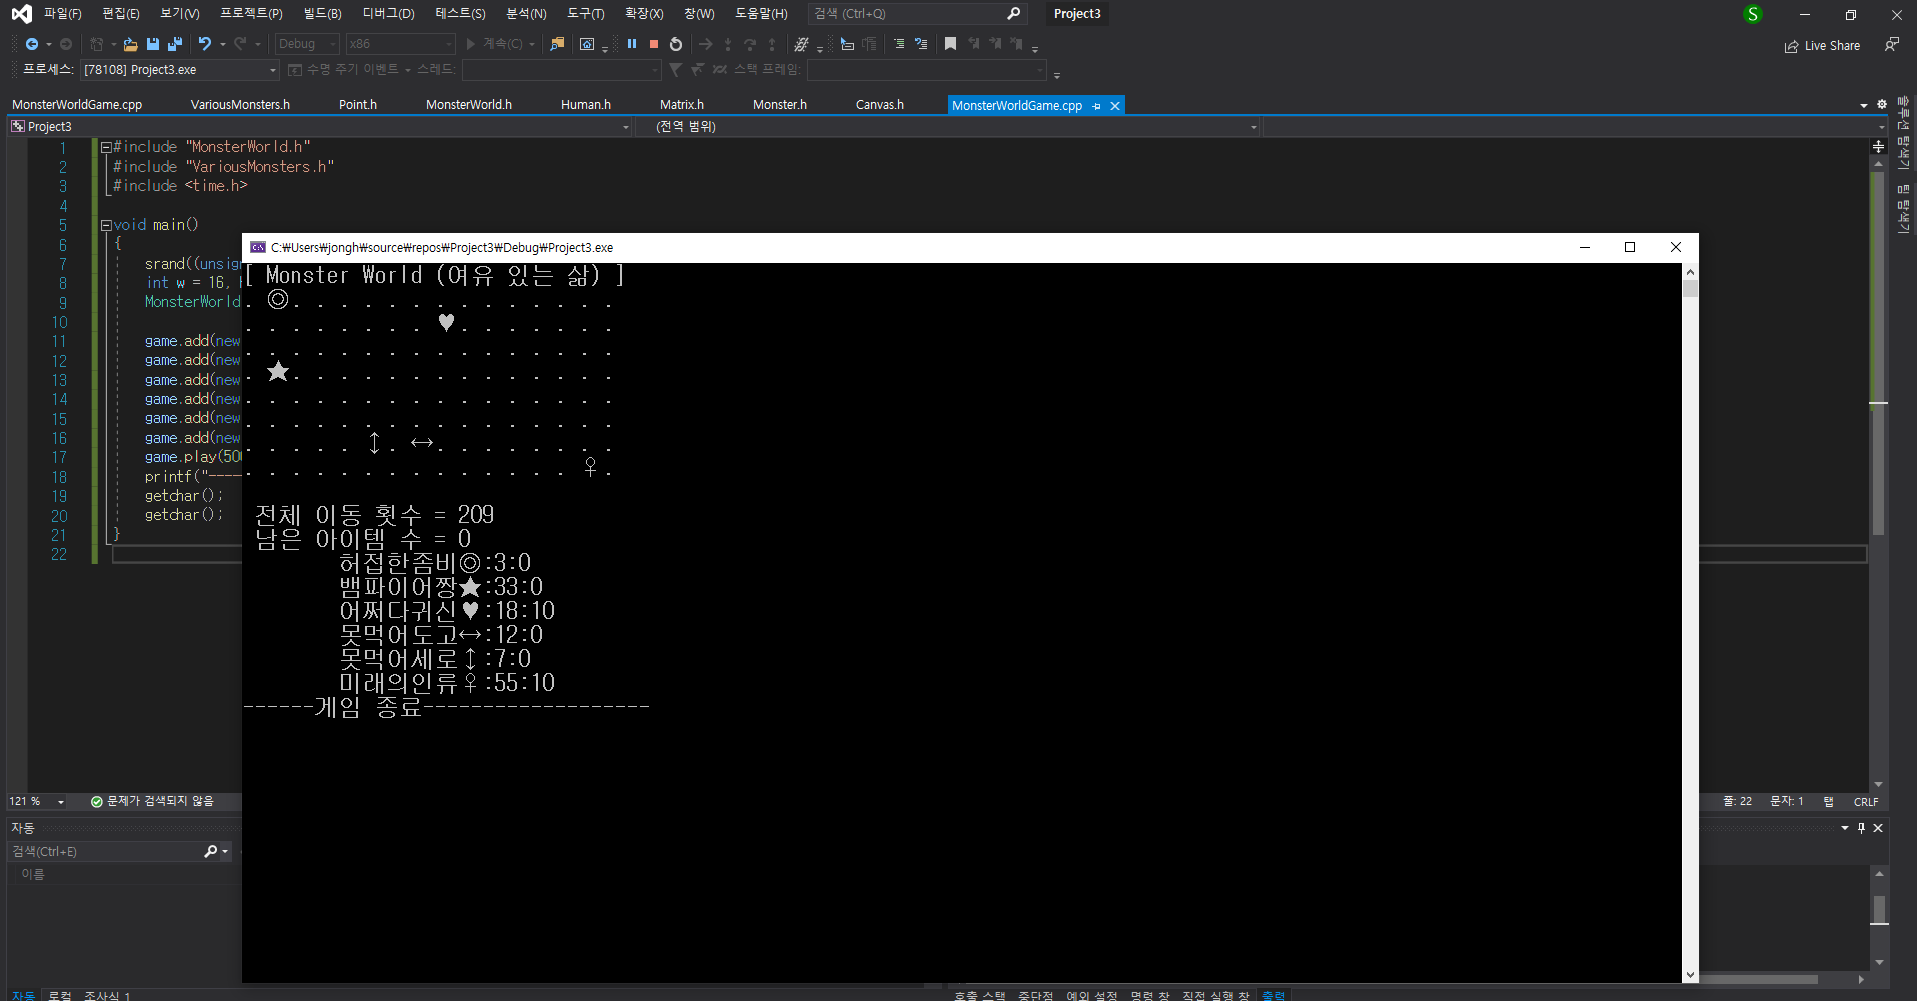 파일(F) 편집(E) 보기(V) 프로젝트(P) 빌드(B) 디버그(D) 테스트(S) 분석(N) 도구(T) 확장(X) 창(W) 도움말(H) 검색 (Ctrl+Q) Project3 S
Debug x86 계속(C) Live Share
프로세스: [78108] Project3.exe 수명 주기 이벤트 스레드: 스택 프레임:
MonsterWorldGame.cpp VariousMonsters.h Point.h MonsterWorld.h Human.h Matrix.h Monster.h Canvas.h MonsterWorldGame.cpp
Project3 (전역 범위)
솔루션 탐색기
팀 탐색기
1 #include "MonsterWorld.h"
2 #include "VariousMonsters.h"
3 #include <time.h>
4
5 void main()
6 {
7 srand((unsig
8 int w = 16,
9 MonsterWorld
10
11 game.add(new
12 game.add(new
13 game.add(new
14 game.add(new
15 game.add(new
16 game.add(new
17 game.play(50
18 printf("-----
19 getchar();
20 getchar();
21 }
22
C:₩Users₩jongh₩source₩repos₩Project3₩Debug₩Project3.exe
[ Monster World (여유 있는 삶) ]
. ◎. . . . . . . . . . . . . .
. . . . . . . . ♥. . . . . . .
. . . . . . . . . . . . . . . .
. ★. . . . . . . . . . . . . .
. . . . . . . . . . . . . . . .
. . . . . . . . . . . . . . . .
. . . . . ↕. ↔. . . . . . . .
. . . . . . . . . . . . . . ♀.
전체 이동 횟수 = 209
남은 아이템 수 = 0
허접한좀비◎:3:0
뱀파이어짱★:33:0
어쩌다귀신♥:18:10
못먹어도고↔:12:0
못먹어세로↕:7:0
미래의인류♀:55:10
------게임 종료-------------------
121 % 문제가 검색되지 않음 줄: 22 문자: 1 탭 CRLF
자동
검색(Ctrl+E)
이름
자동 로컬 조사식 1 호출 스택 중단점 예외 설정 명령 창 직접 실행 창 출력